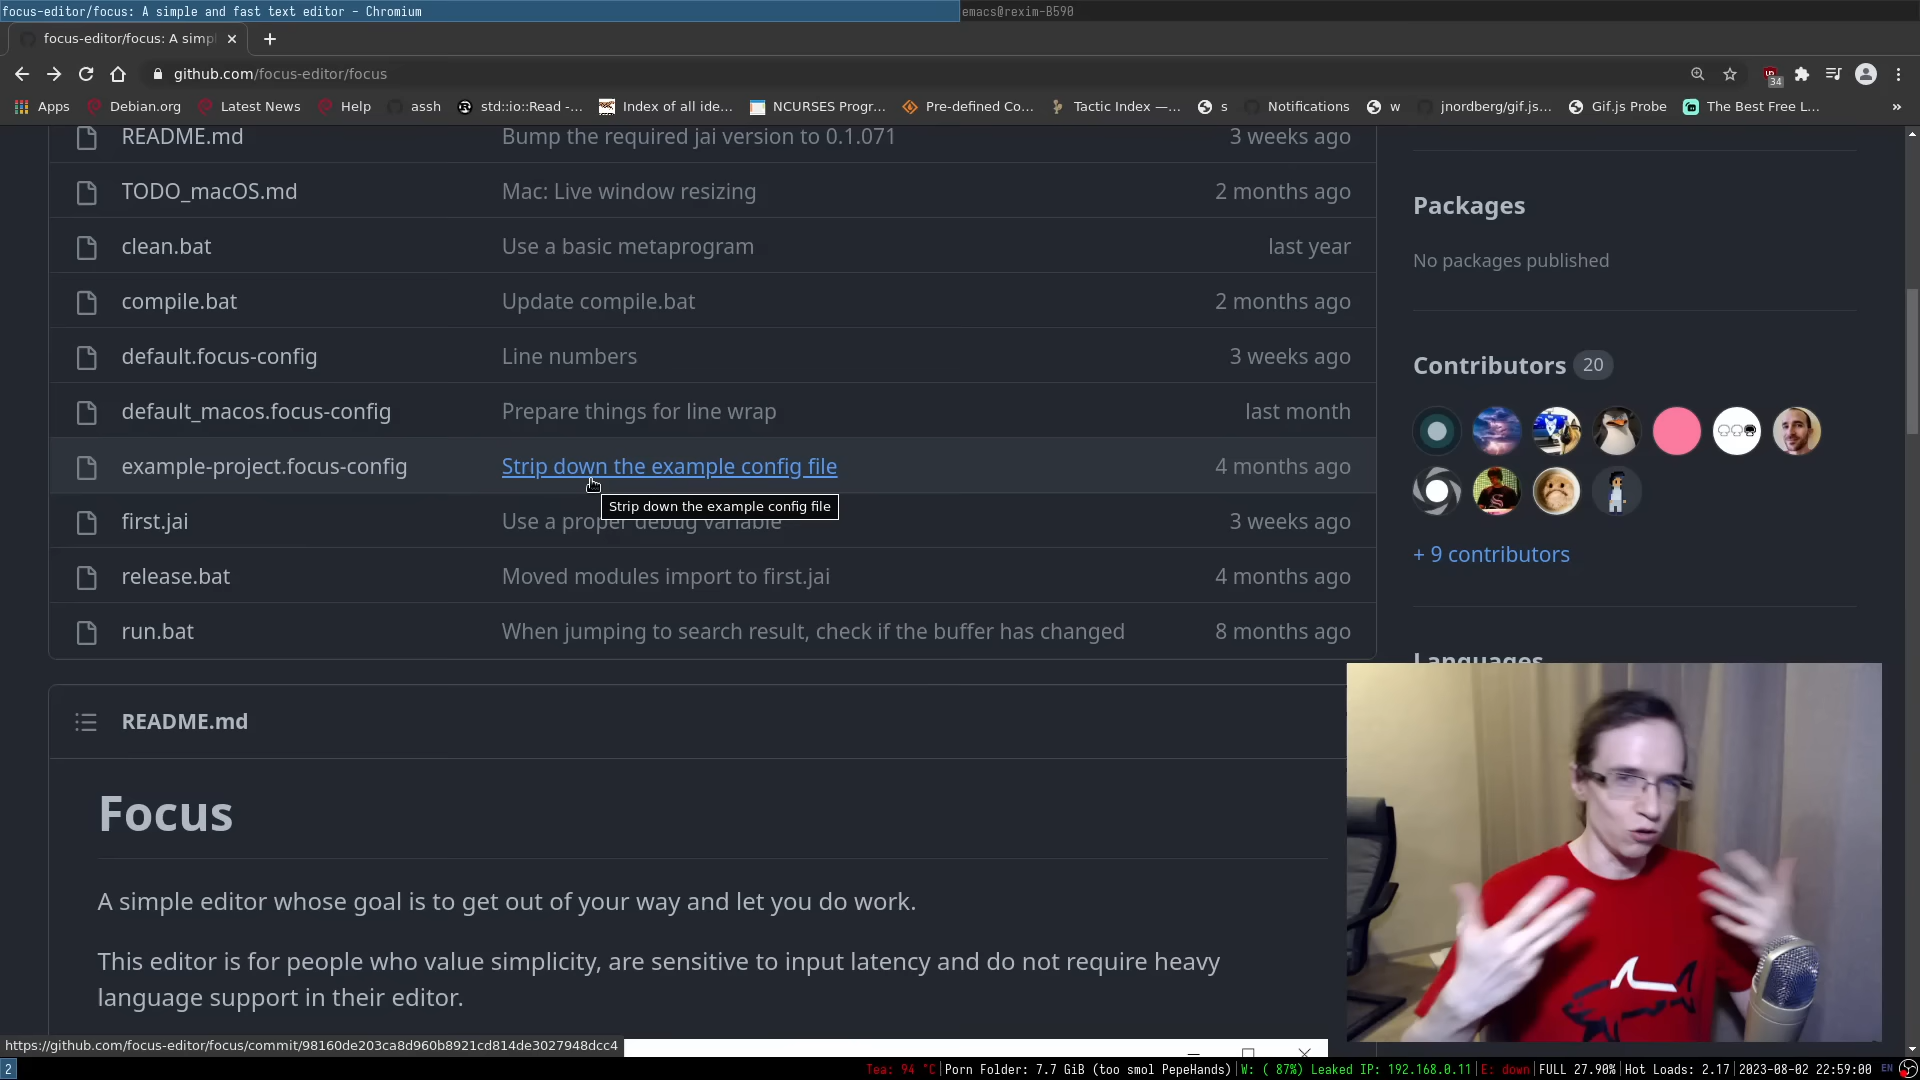 focus-editor/focus: A simple and fast text editor - Chromium
emacs@rexim-B590
focus-editor/focus: A simpl
github.com/focus-editor/focus
34
Apps
Debian.org
Latest News
Help
assh
std::io::Read -...
Index of all ide...
NCURSES Progr...
Pre-defined Co...
Tactic Index —...
s
Notifications
w
jnordberg/gif.js...
Gif.js Probe
The Best Free L...
»
README.md
Bump the required jai version to 0.1.071
3 weeks ago
TODO_macOS.md
Mac: Live window resizing
2 months ago
clean.bat
Use a basic metaprogram
last year
compile.bat
Update compile.bat
2 months ago
default.focus-config
Line numbers
3 weeks ago
default_macos.focus-config
Prepare things for line wrap
last month
example-project.focus-config
Strip down the example config file
4 months ago
Strip down the example config file
first.jai
Use a proper debug variable
3 weeks ago
release.bat
Moved modules import to first.jai
4 months ago
run.bat
When jumping to search result, check if the buffer has changed
8 months ago
Packages
No packages published
Contributors 20
+ 9 contributors
Languages
README.md
Focus
A simple editor whose goal is to get out of your way and let you do work.
This editor is for people who value simplicity, are sensitive to input latency and do not require heavy
language support in their editor.
https://github.com/focus-editor/focus/commit/98160de203ca8d960b8921cd814de3027948dcc4
2
Tea: 94 °C|Porn Folder: 7.7 GiB (too smol PepeHands)|W: ( 87%) Leaked IP: 192.168.0.11|E: down|FULL 27.90%|Hot Loads: 2.17|2023-08-02 22:59:00
EN